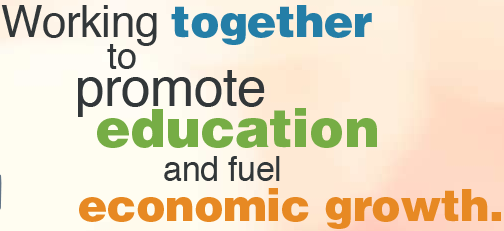 Working together
to
promote
education
and fuel
economic growth.